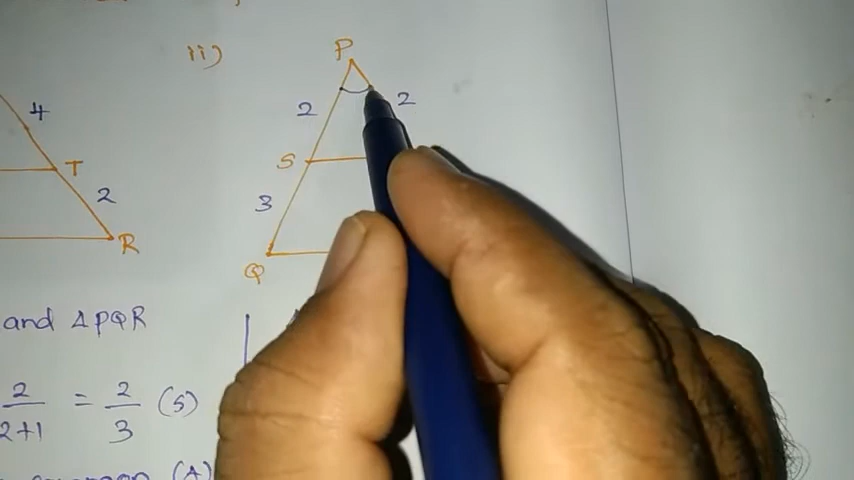 ii)
P
4
2
2
T
S
2
3
R
Q
and ΔPQR
2/2+1 = 2/3 (S)
(A)